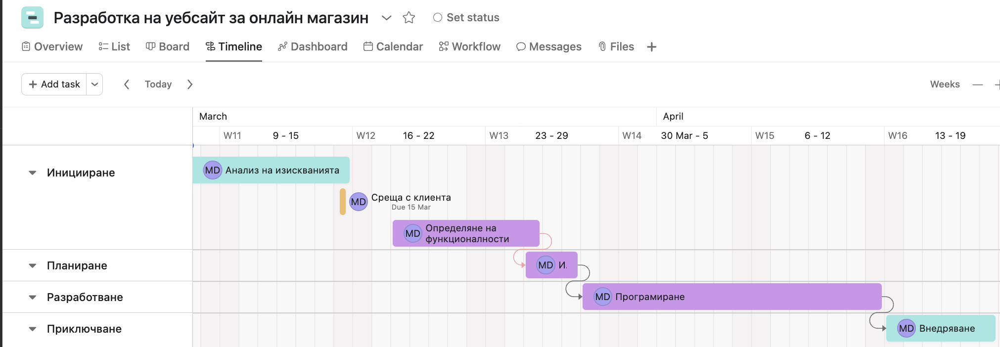 Разработка на уебсайт за онлайн магазин
Set status
Overview
List
Board
Timeline
Dashboard
Calendar
Workflow
Messages
Files
Add task
Today
Weeks
March
April
W11
9 - 15
W12
16 - 22
W13
23 - 29
W14
30 Mar - 5
W15
6 - 12
W16
13 - 19
Иницииране
MD
Анализ на изискванията
MD
Среща с клиента
Due 15 Mar
MD
Определяне на
функционалности
Планиране
MD
И.
Разработване
MD
Програмиране
Приключване
MD
Внедряване